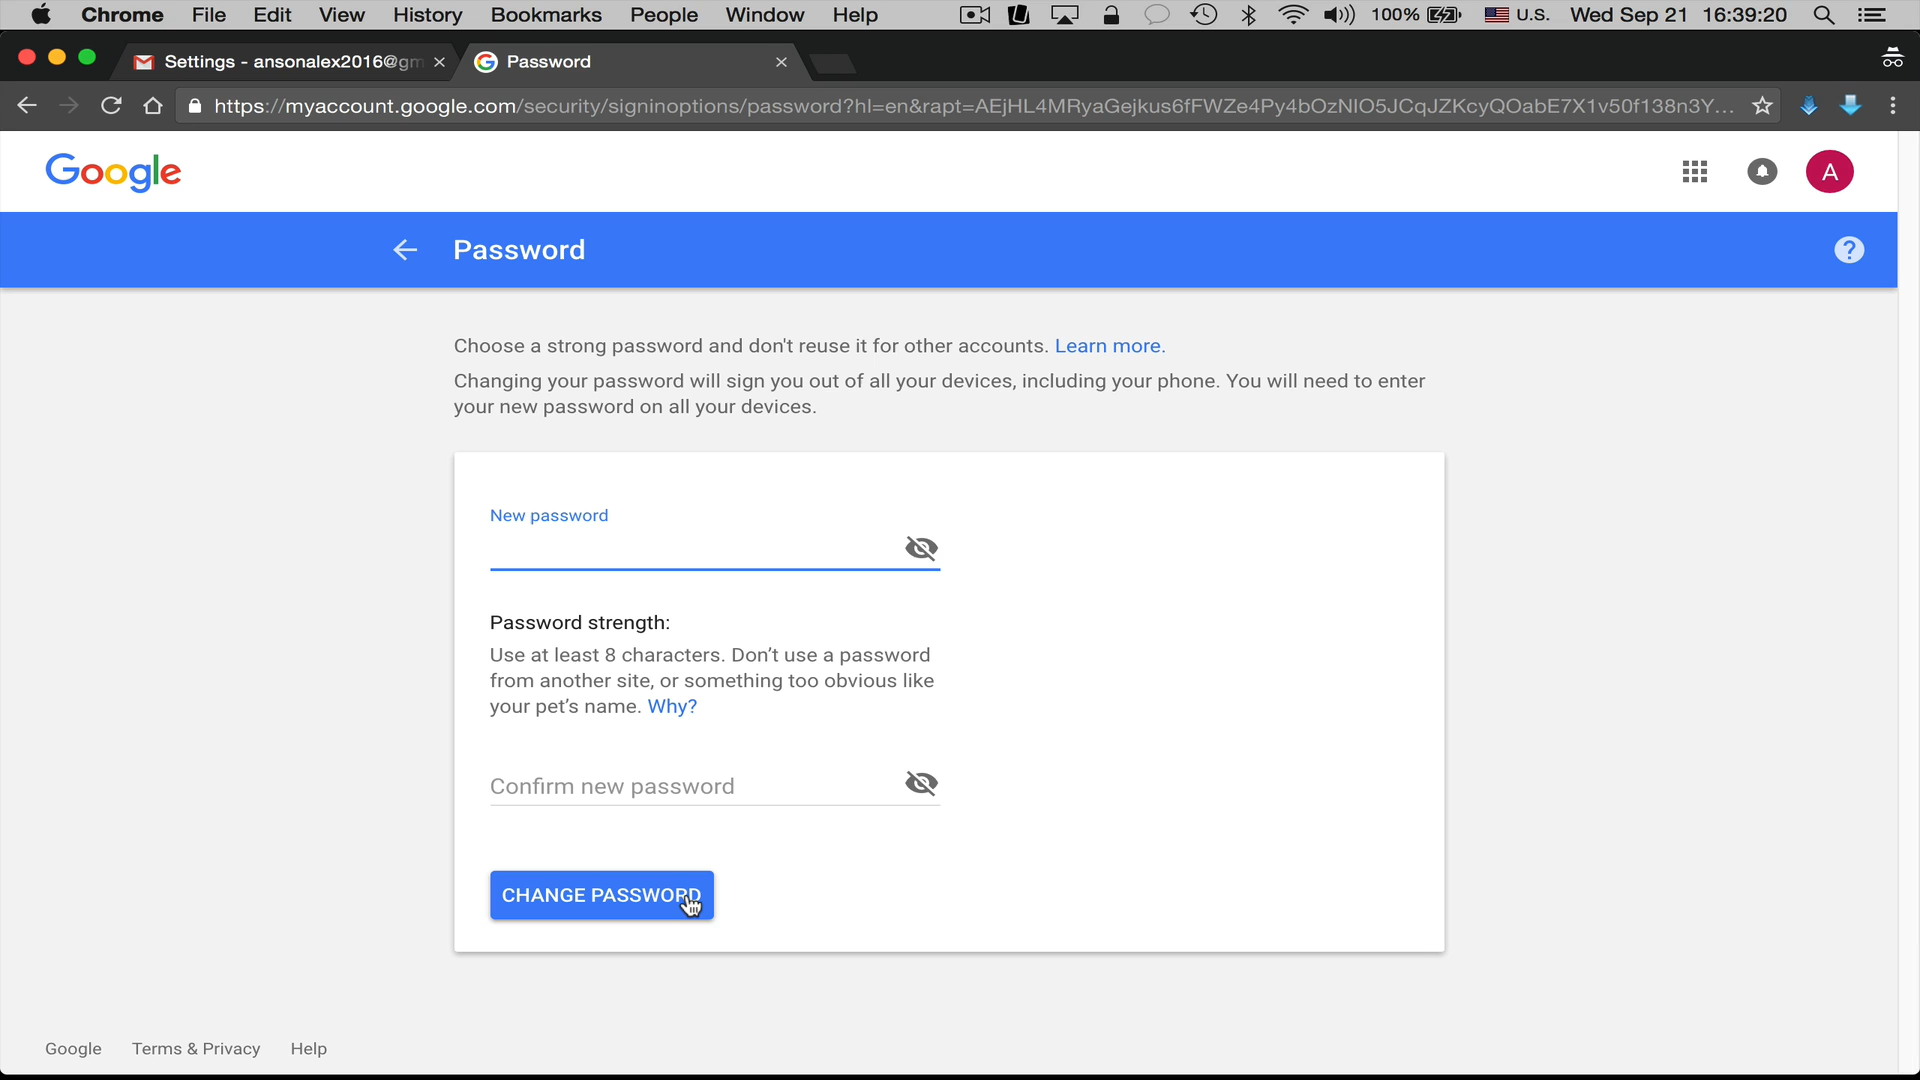 Chrome File Edit View History Bookmarks People Window Help 100% U.S. Wed Sep 21 16:39:20
Settings - ansonalex2016@gm Password
https://myaccount.google.com/security/signinoptions/password?hl=en&rapt=AEjHL4MRyaGejkus6fFWZe4Py4bOzNIO5JCqJZKcyQOabE7X1v50f138n3Y...
Google A
Password ?
Choose a strong password and don't reuse it for other accounts. Learn more.
Changing your password will sign you out of all your devices, including your phone. You will need to enter
your new password on all your devices.
New password
Password strength:
Use at least 8 characters. Don’t use a password
from another site, or something too obvious like
your pet’s name. Why?
Confirm new password
CHANGE PASSWORD
Google Terms & Privacy Help